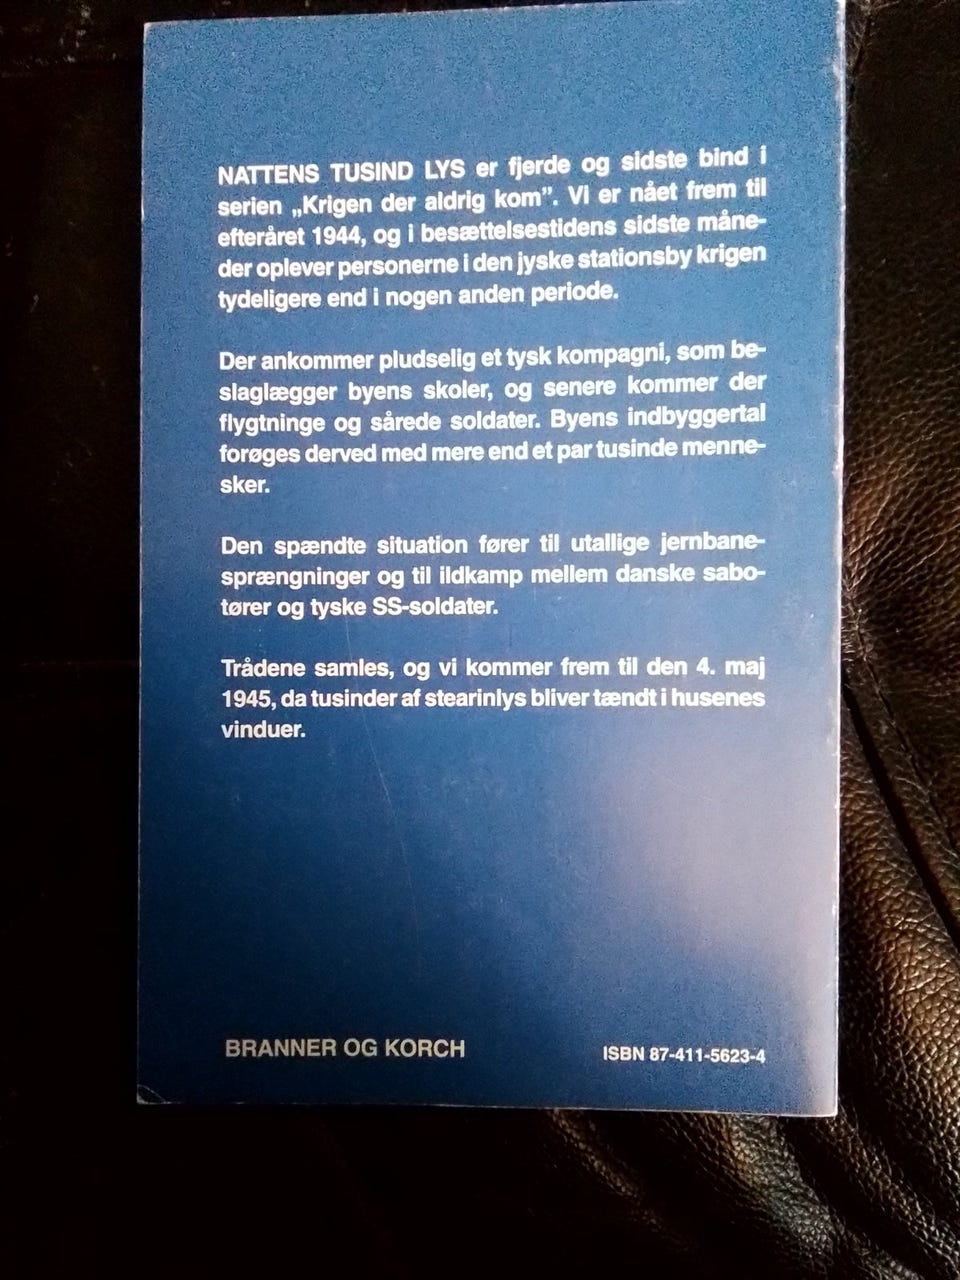 NATTENS TUSIND LYS er fjerde og sidste bind i
serien „Krigen der aldrig kom”. Vi er nået frem til
efteråret 1944, og i besættelsestidens sidste måne-
der oplever personerne i den jyske stationsby krigen
tydeligere end i nogen anden periode.
Der ankommer pludselig et tysk kompagni, som be-
slaglægger byens skoler, og senere kommer der
flygtninge og sårede soldater. Byens indbyggertal
forøges derved med mere end et par tusinde menne-
sker.
Den spændte situation fører til utallige jernbane-
sprængninger og til ildkamp mellem danske sabo-
tører og tyske SS-soldater.
Trådene samles, og vi kommer frem til den 4. maj
1945, da tusinder af stearinlys bliver tændt i husenes
vinduer.
BRANNER OG KORCH
ISBN 87-411-5623-4